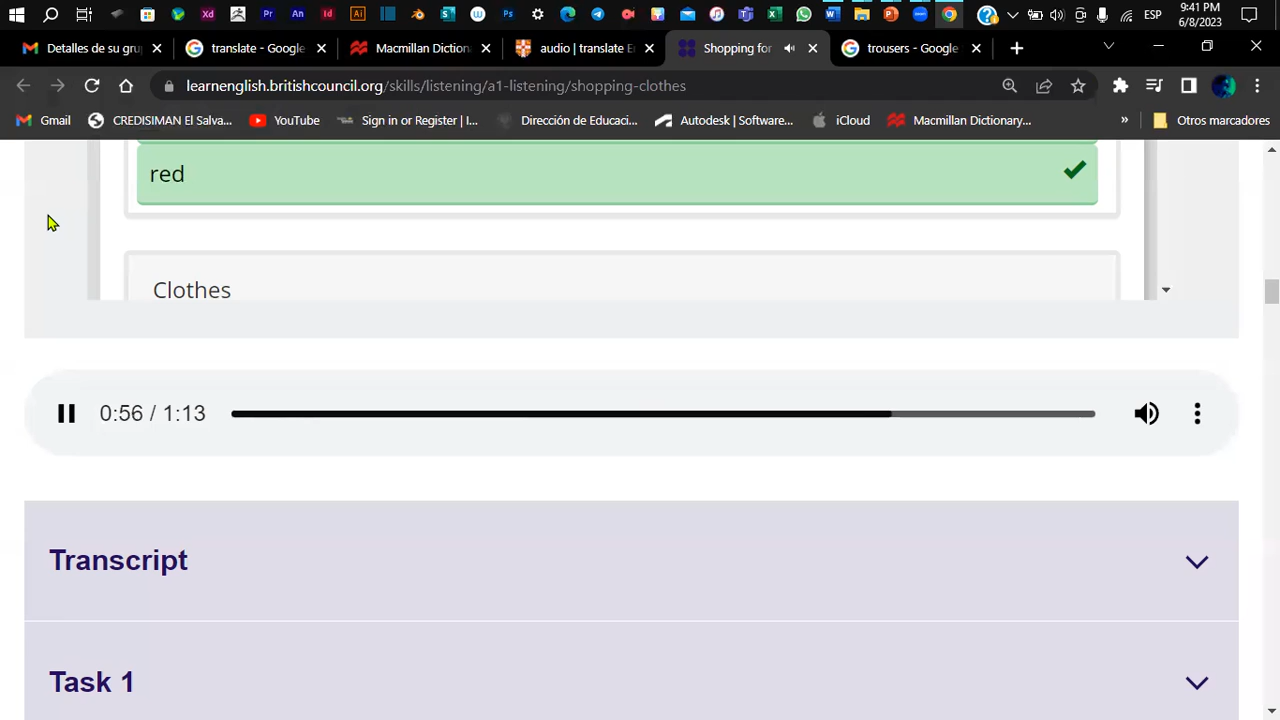 9:41 PM
ESP
6/8/2023
Detalles de su gru
translate - Google
Macmillan Diction
audio | translate E
Shopping for
trousers - Google
learnenglish.britishcouncil.org/skills/listening/a1-listening/shopping-clothes
Gmail
CREDISIMAN El Salva...
YouTube
Sign in or Register | I...
Dirección de Educaci...
Autodesk | Software...
iCloud
Macmillan Dictionary...
»
Otros marcadores
red
Clothes
0:56 / 1:13
Transcript
Task 1